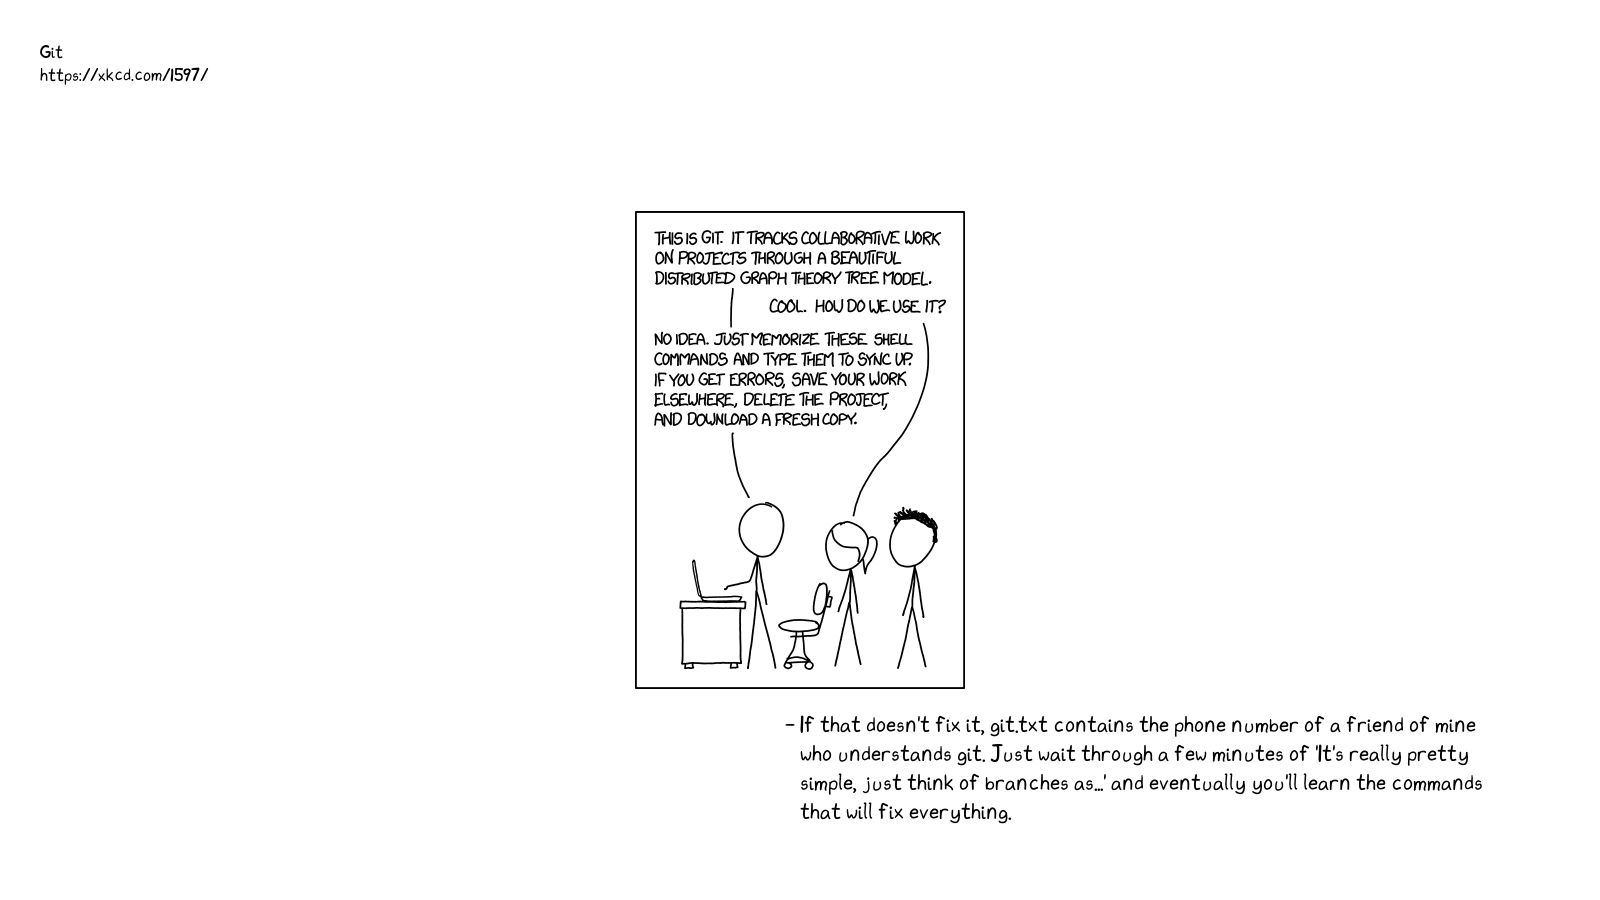 Git
https://xkcd.com/1597/
THIS IS GIT. IT TRACKS COLLABORATIVE WORK
ON PROJECTS THROUGH A BEAUTIFUL
DISTRIBUTED GRAPH THEORY TREE MODEL.
COOL. HOW DO WE USE IT?
NO IDEA. JUST MEMORIZE THESE SHELL
COMMANDS AND TYPE THEM TO SYNC UP.
IF YOU GET ERRORS, SAVE YOUR WORK
ELSEWHERE, DELETE THE PROJECT,
AND DOWNLOAD A FRESH COPY.
- If that doesn't fix it, git.txt contains the phone number of a friend of mine
who understands git. Just wait through a few minutes of 'It's really pretty
simple, just think of branches as...' and eventually you'll learn the commands
that will fix everything.